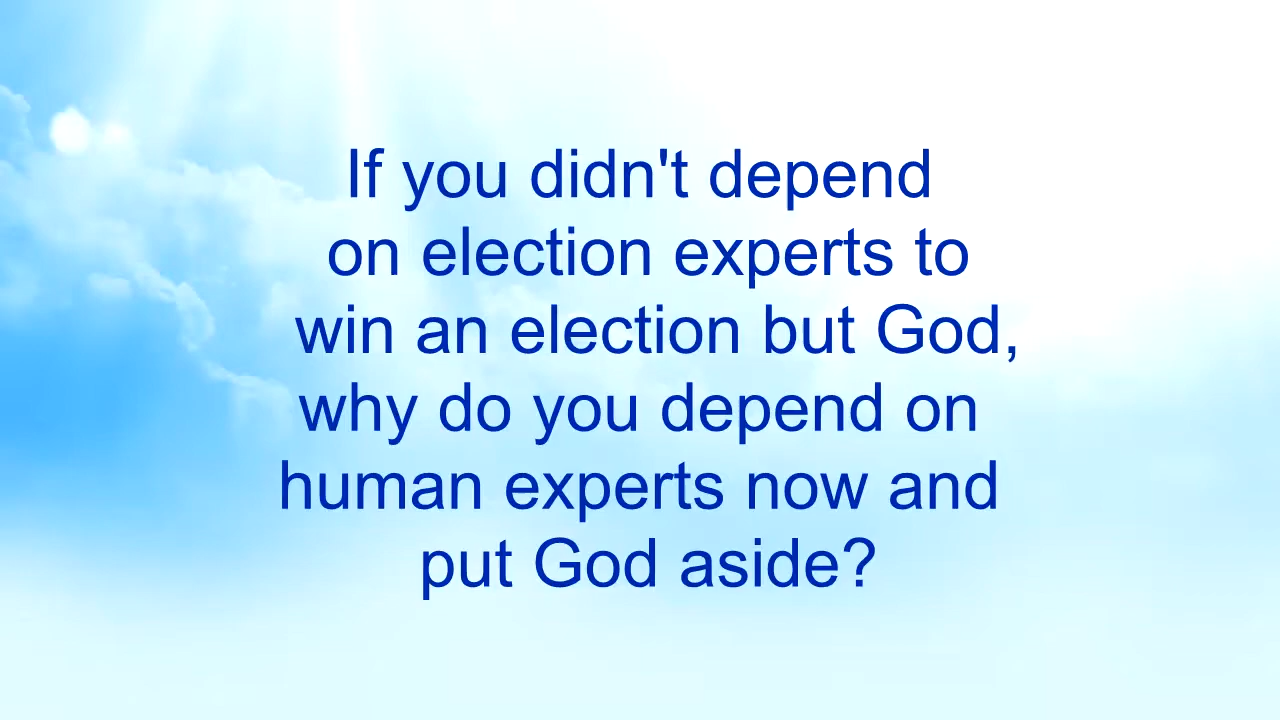 If you didn't depend
on election experts to
win an election but God,
why do you depend on
human experts now and
put God aside?